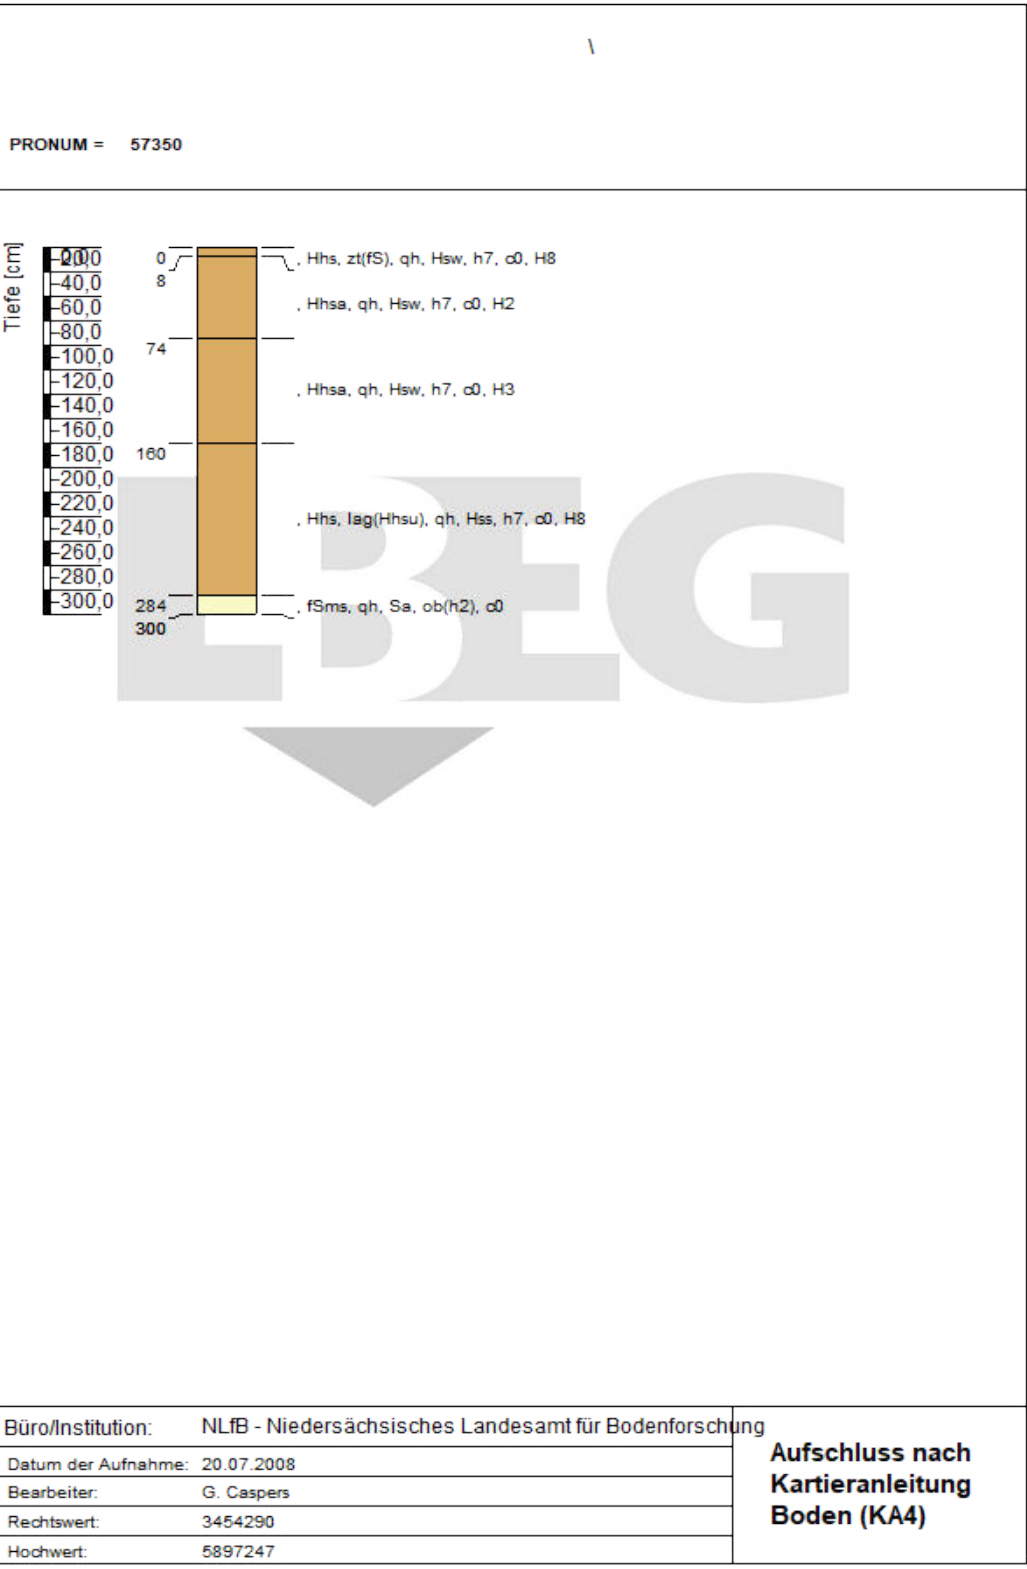 \
PRONUM = 57350
Tiefe [cm]
0,0
20,0
40,0
60,0
80,0
100,0
120,0
140,0
160,0
180,0
200,0
220,0
240,0
260,0
280,0
300,0
0
, Hhs, zt(fS), qh, Hsw, h7, c0, H8
8
, Hhsa, qh, Hsw, h7, c0, H2
74
, Hhsa, qh, Hsw, h7, c0, H3
160
, Hhs, lag(Hhsu), qh, Hss, h7, c0, H8
284
, fSms, qh, Sa, ob(h2), c0
300
LBEG
Büro/Institution: NLfB - Niedersächsisches Landesamt für Bodenforschung
Datum der Aufnahme: 20.07.2008
Bearbeiter: G. Caspers
Rechtswert: 3454290
Hochwert: 5897247
Aufschluss nach
Kartieranleitung
Boden (KA4)